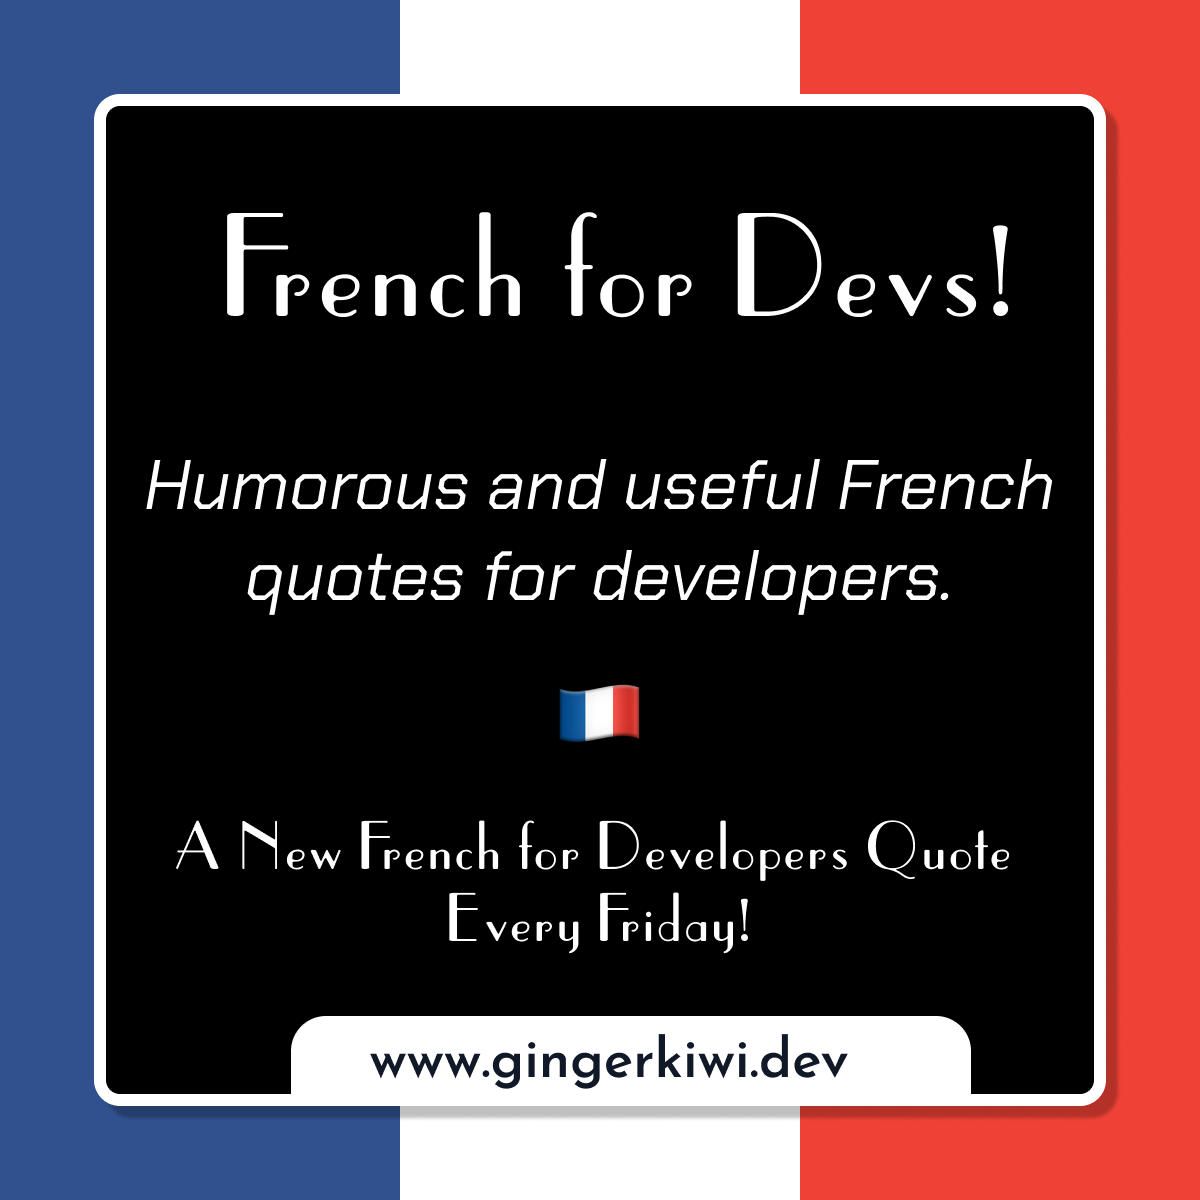 French for Devs!
Humorous and useful French
quotes for developers.
A New French for Developers Quote
Every Friday!
www.gingerkiwi.dev